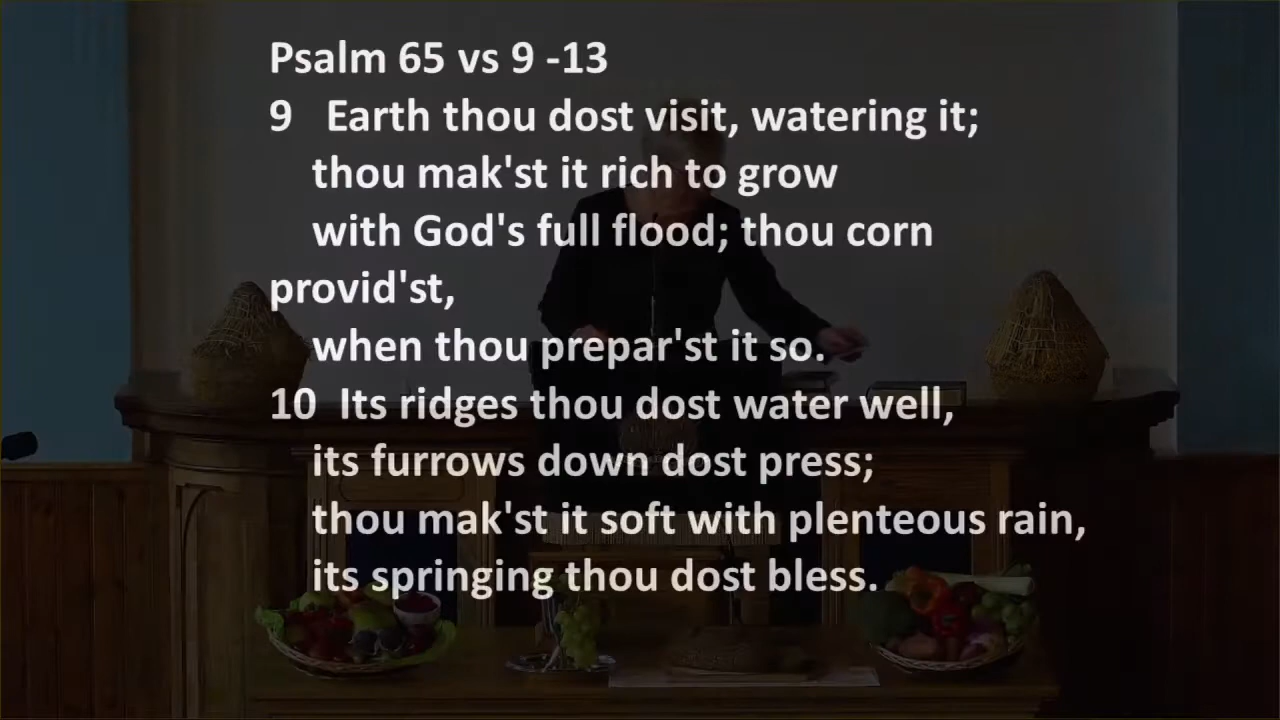 Psalm 65 vs 9 -13
9 Earth thou dost visit, watering it;
thou mak'st it rich to grow
with God's full flood; thou corn
provid'st,
when thou prepar'st it so.
10 Its ridges thou dost water well,
its furrows down dost press;
thou mak'st it soft with plenteous rain,
its springing thou dost bless.